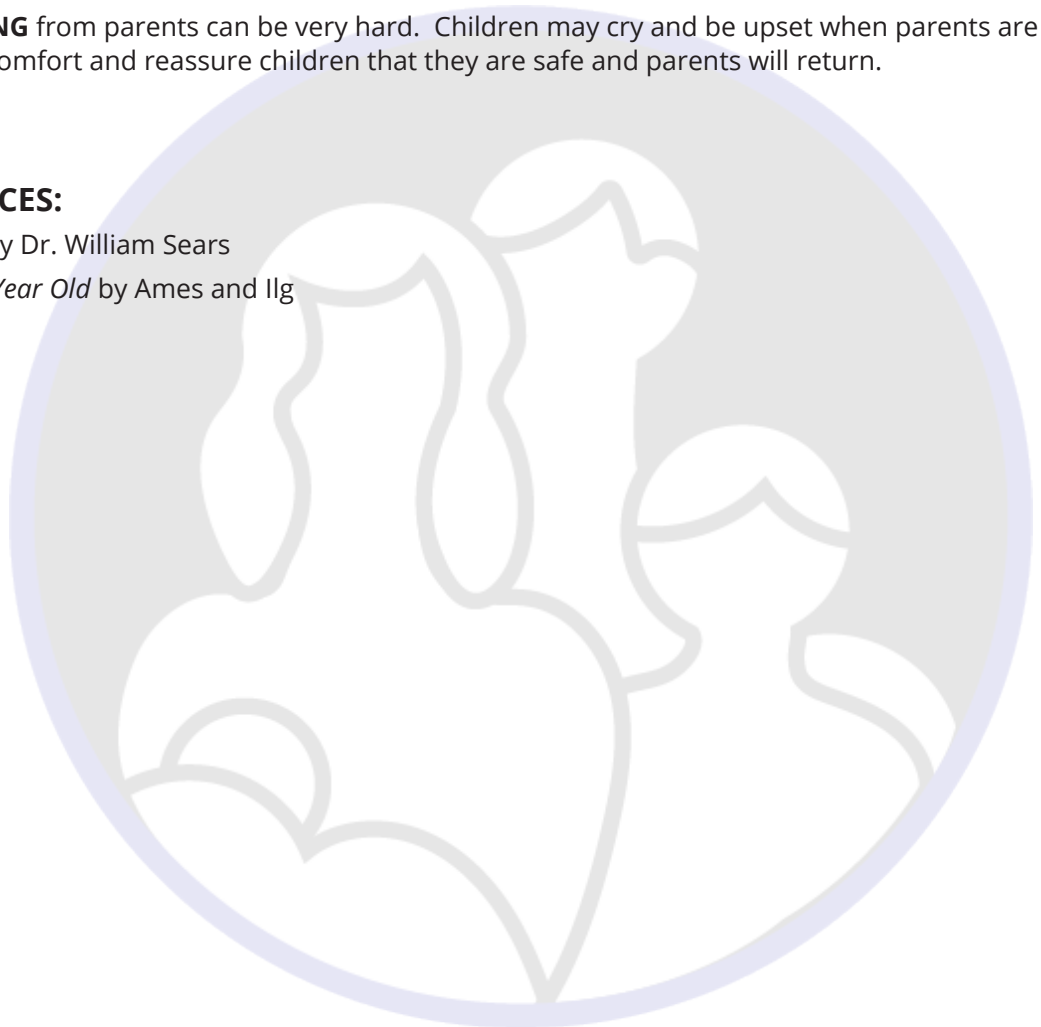 NG from parents can be very hard.  Children may cry and be upset when parents are
omfort and reassure children that they are safe and parents will return.
CES:
y Dr. William Sears
Year Old by Ames and Ilg